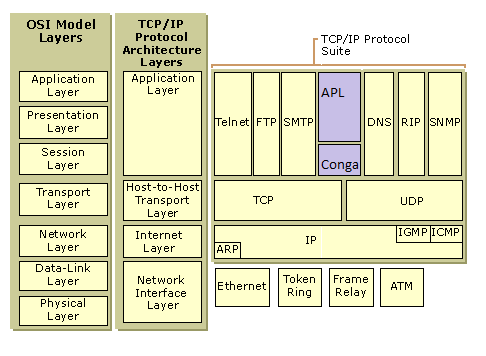 OSI Model
Layers
TCP/IP
Protocol
Architecture
Layers
TCP/IP Protocol
Suite
Application
Layer
Presentation
Layer
Session
Layer
Transport
Layer
Network
Layer
Data-Link
Layer
Physical
Layer
Application
Layer
Host-to-Host
Transport
Layer
Internet
Layer
Network
Interface
Layer
Telnet
FTP
SMTP
APL
Conga
DNS
RIP
SNMP
TCP
UDP
IP
IGMP
ICMP
ARP
Ethernet
Token
Ring
Frame
Relay
ATM